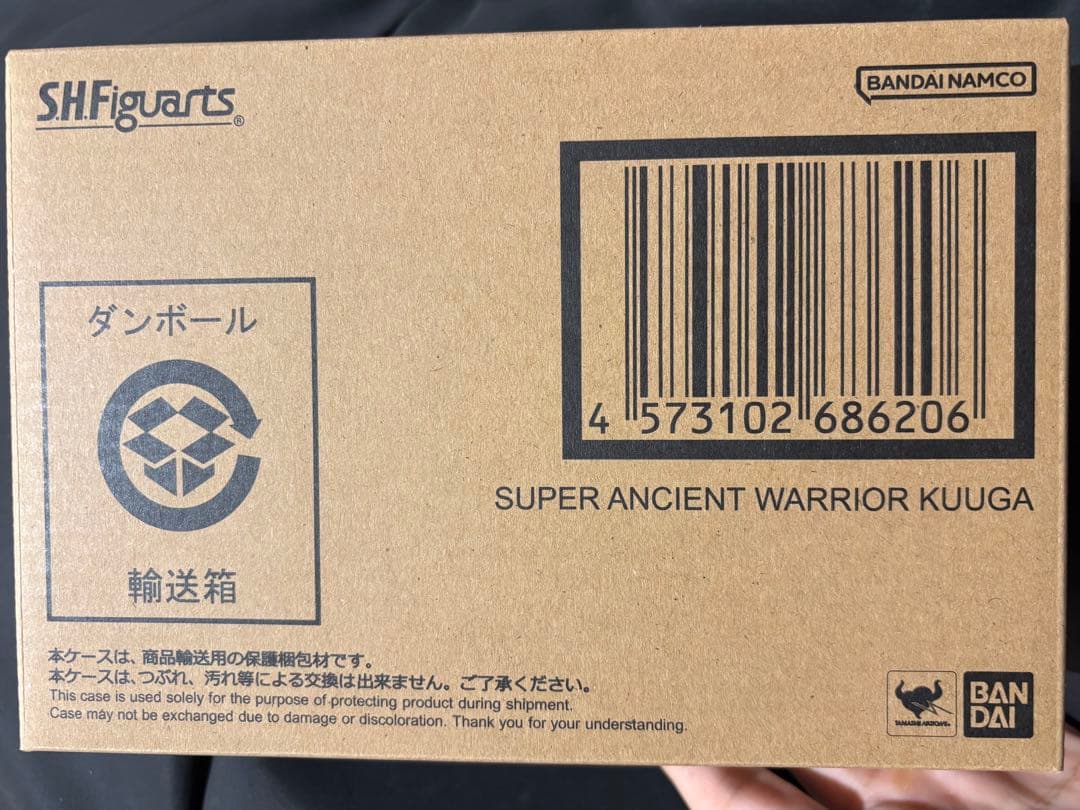 S.H.Figuarts®
BANDAI NAMCO
4 573102 686206
SUPER ANCIENT WARRIOR KUUGA
ダンボール
輸送箱
本ケースは、商品輸送用の保護梱包材です。
本ケースは、つぶれ、汚れ等による交換は出来ません。ご了承ください。
This case is used solely for the purpose of protecting product during shipment.
Case may not be exchanged due to damage or discoloration. Thank you for your understanding.
TAMASHII NATIONS
BAN
DAI